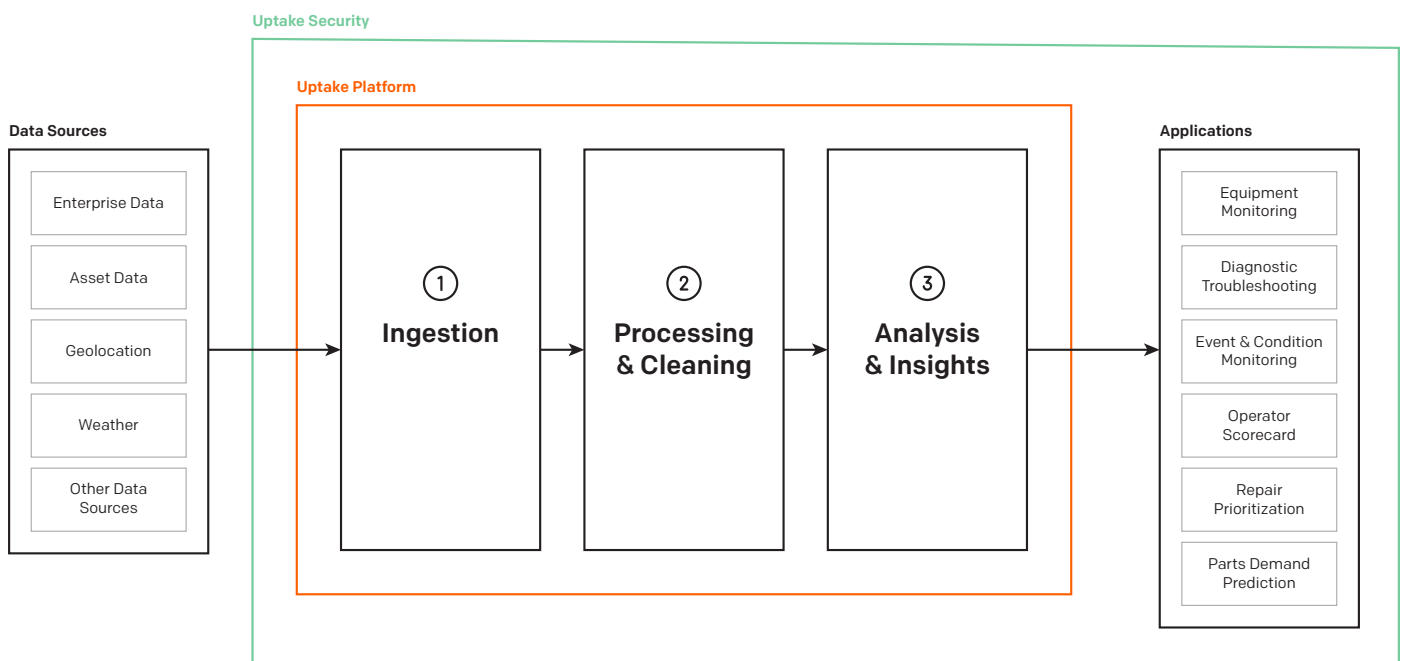 Uptake Security
Uptake Platform
Data Sources
Enterprise Data
Asset Data
Geolocation
Weather
Other Data
Sources
1
Ingestion
2
Processing
& Cleaning
3
Analysis
& Insights
Applications
Equipment
Monitoring
Diagnostic
Troubleshooting
Event & Condition
Monitoring
Operator
Scorecard
Repair
Prioritization
Parts Demand
Prediction